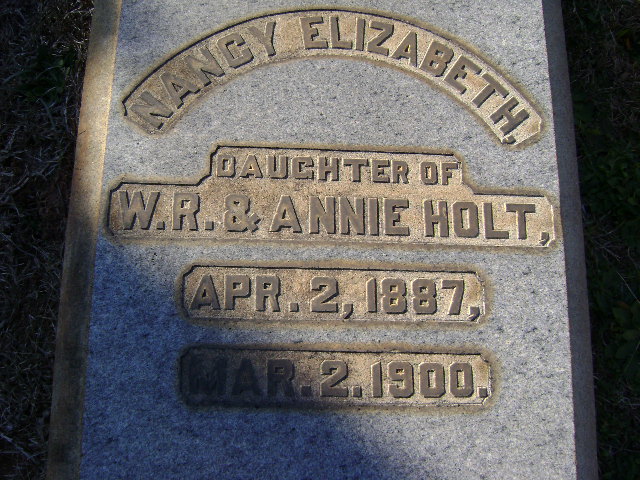 NANCY ELIZABETH,
DAUGHTER OF
W.R. & ANNIE HOLT,
APR. 2, 1887,
MAR. 2. 1900.